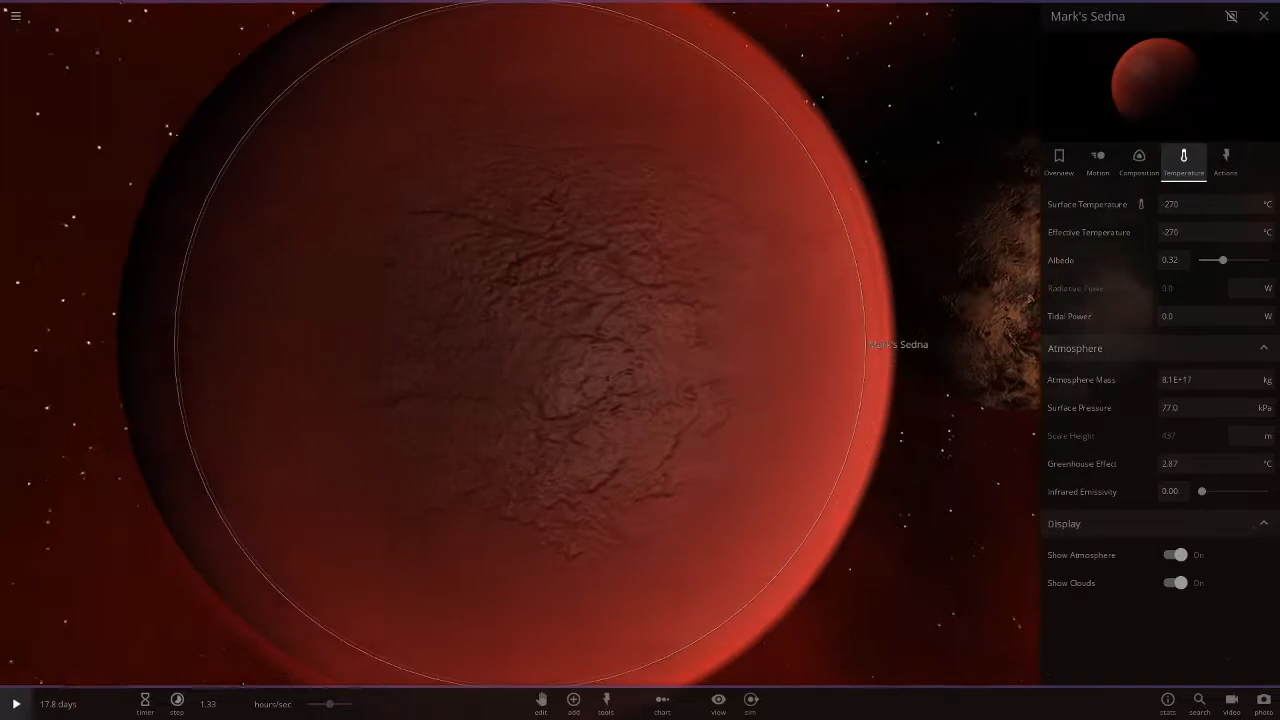 Mark's Sedna
Overview Motion Composition Temperature Actions
Surface Temperature -270 °C
Effective Temperature -270 °C
Albedo 0.32
0.0 W
Tidal Power 0.0 W
Atmosphere
Atmosphere Mass 8.1E+17 kg
Surface Pressure 77.0 kPa
Scale Height 437 m
Greenhouse Effect 2.87 °C
Infrared Emissivity 0.00
Display
Show Atmosphere On
Show Clouds On
Mark's Sedna
17.8 days
timer step 1.33 hours/sec
edit add tools chart view sim
stats search video photo